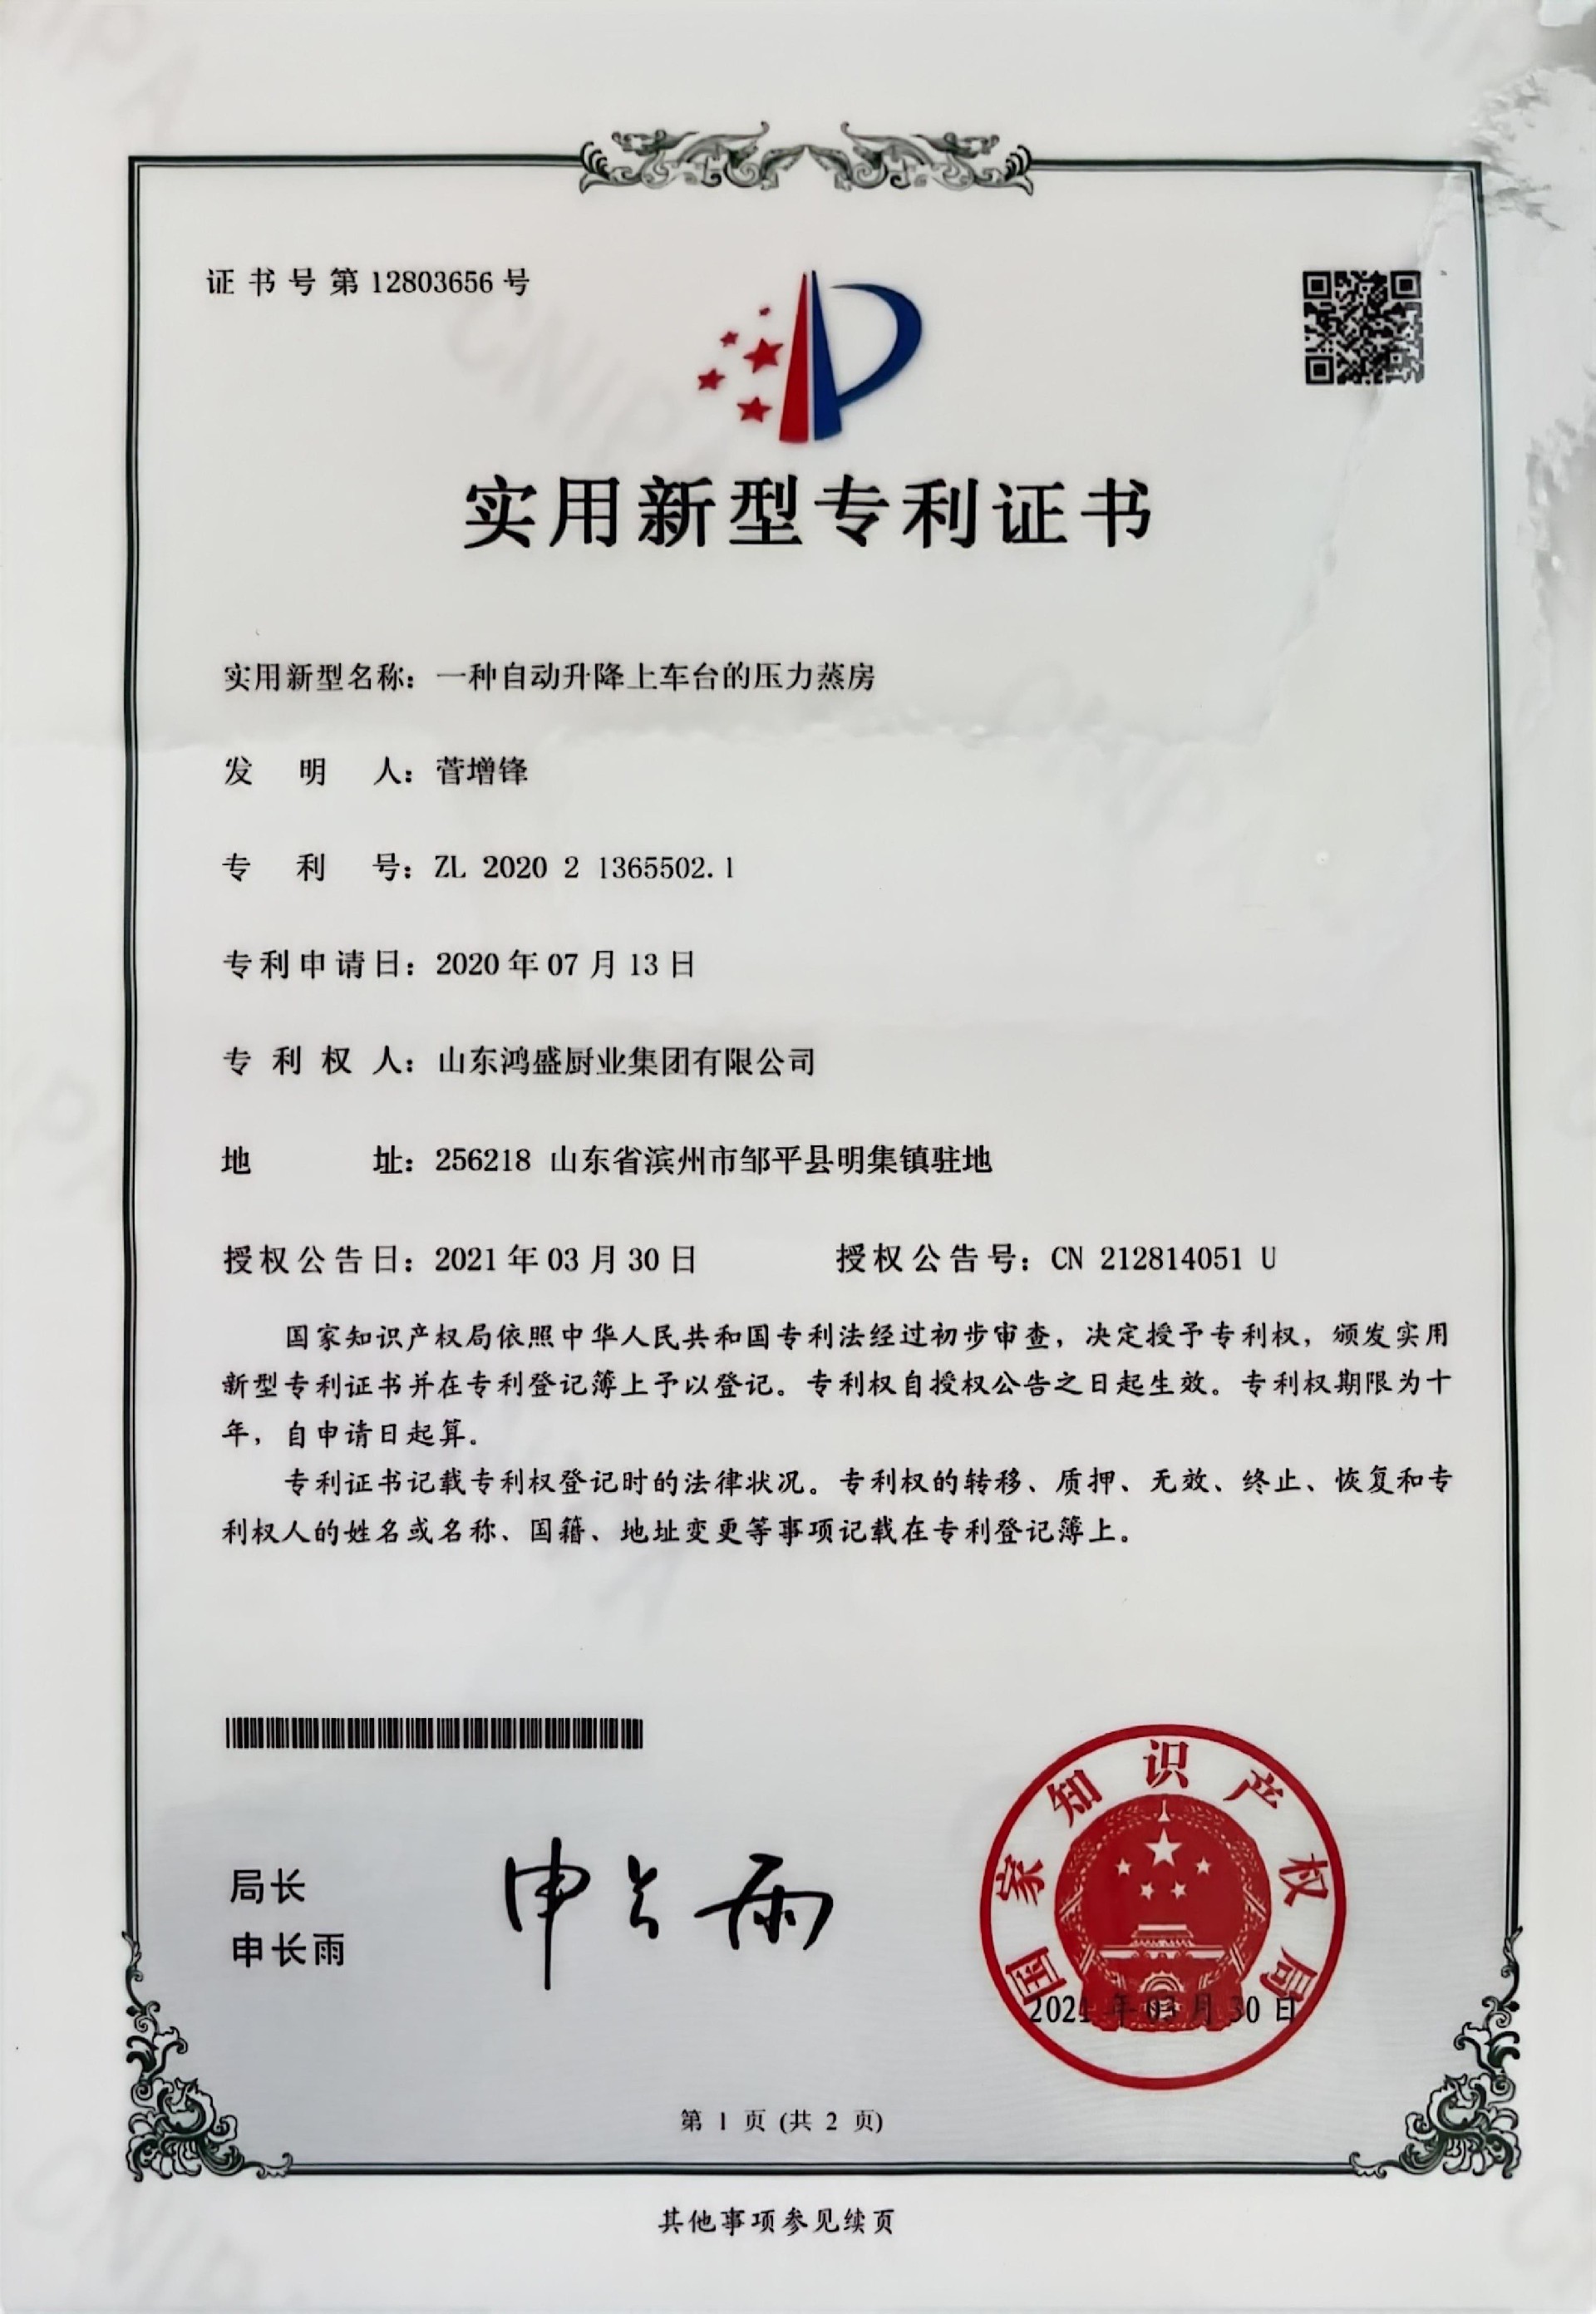 证书号第12803656号
实用新型专利证书
实用新型名称：一种自动升降上车台的压力蒸房
发明人：菅增锋
专利号：ZL 2020 2 1365502.1
专利申请日：2020年07月13日
专利权人：山东鸿盛厨业集团有限公司
地址：256218 山东省滨州市邹平县明集镇驻地
授权公告日：2021年03月30日 授权公告号：CN 212814051 U
国家知识产权局依照中华人民共和国专利法经过初步审查，决定授予专利权，颁发实用
新型专利证书并在专利登记簿上予以登记。专利权自授权公告之日起生效。专利权期限为十
年，自申请日起算。
专利证书记载专利权登记时的法律状况。专利权的转移、质押、无效、终止、恢复和专
利权人的姓名或名称、国籍、地址变更等事项记载在专利登记簿上。
局长
申长雨
申长雨
国家知识产权局
2021年03月30日
第 1 页 (共 2 页)
其他事项参见续页
CNIPA